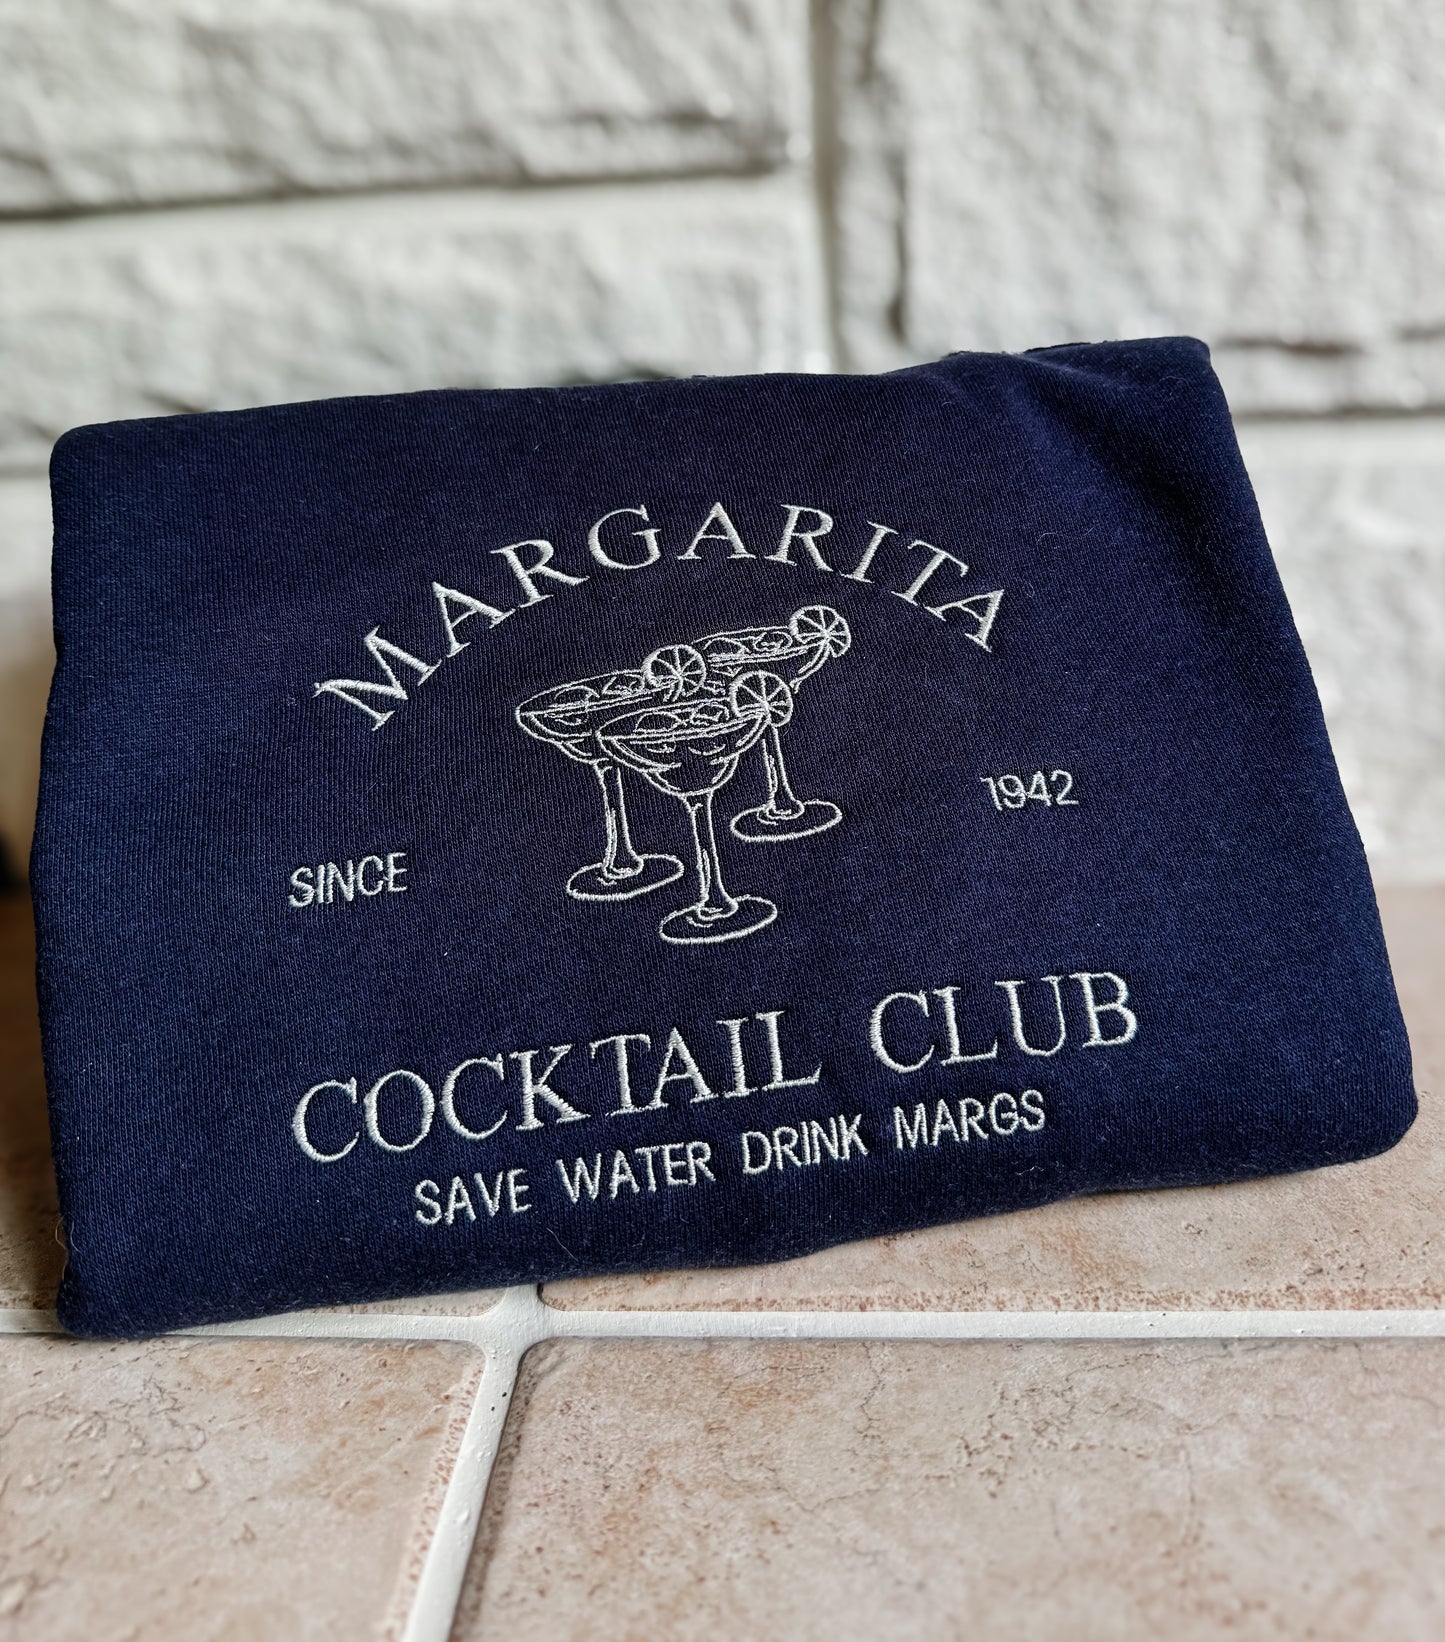 MARGARITA
SINCE 1942
COCKTAIL CLUB
SAVE WATER DRINK MARGS